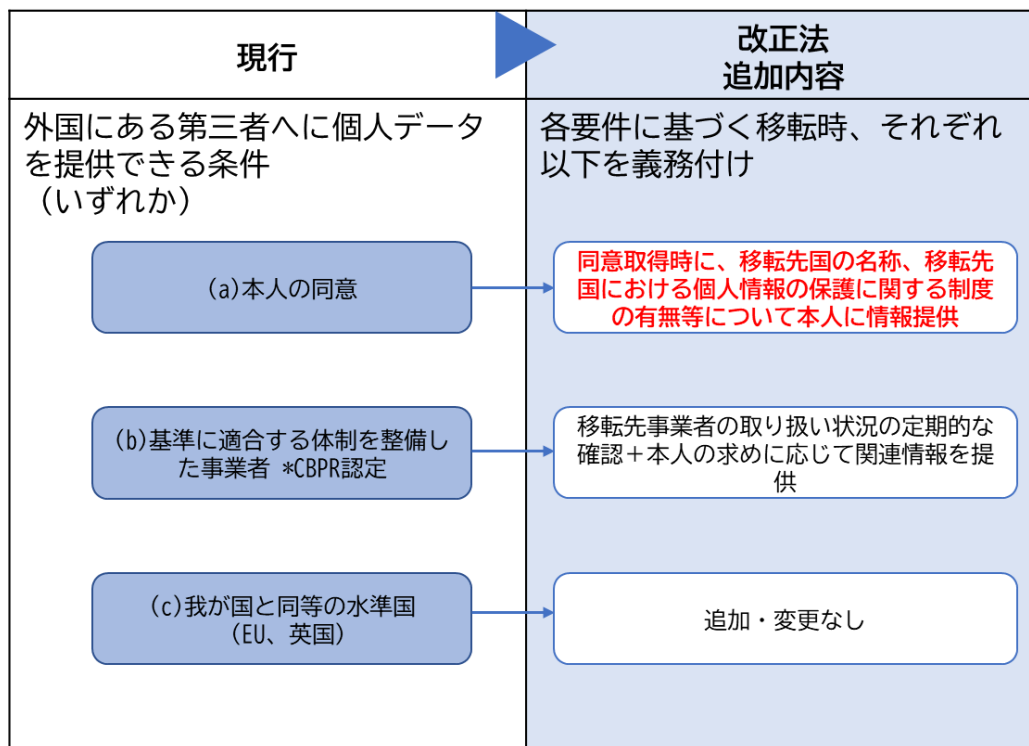 現行
改正法
追加内容
外国にある第三者へに個人データ
を提供できる条件
（いずれか）
各要件に基づく移転時、それぞれ
以下を義務付け
(a)本人の同意
同意取得時に、移転先国の名称、移転先
国における個人情報の保護に関する制度
の有無等について本人に情報提供
(b)基準に適合する体制を整備し
た事業者 *CBPR認定
移転先事業者の取り扱い状況の定期的な
確認＋本人の求めに応じて関連情報を提
供
(c)我が国と同等の水準国
(EU、英国)
追加・変更なし